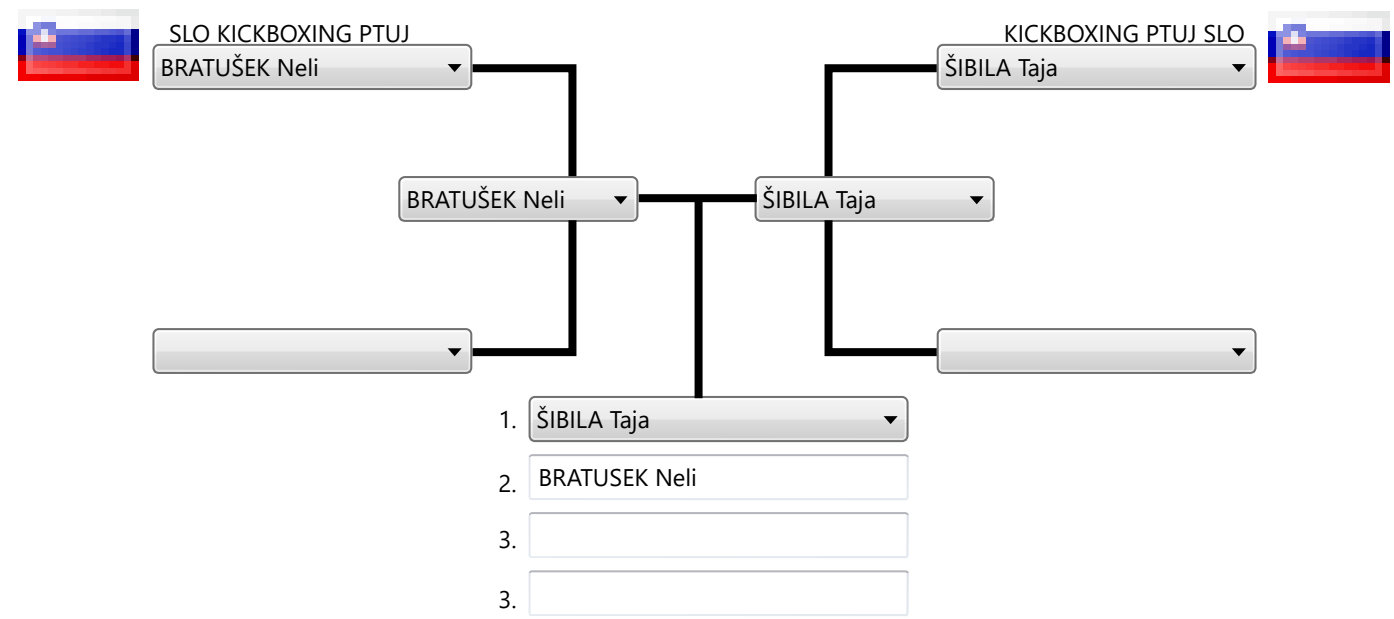 SLO KICKBOXING PTUJ
KICKBOXING PTUJ SLO
BRATUŠEK Neli
ŠIBILA Taja
BRATUŠEK Neli
ŠIBILA Taja
1. ŠIBILA Taja
2. BRATUSEK Neli
3.
3.